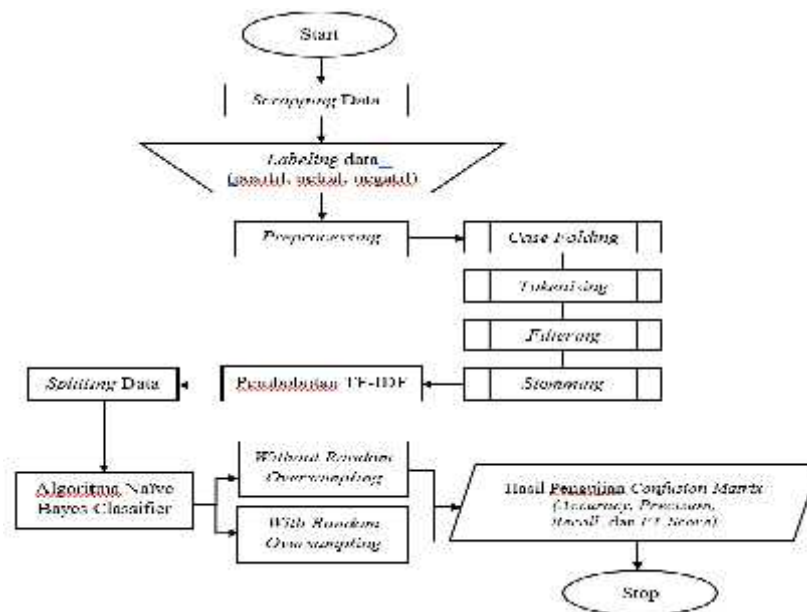 Start
Scrapping Data
Labeling data
(positif, netral, negatif)
Preprocessing
Case Folding
Tokenizing
Filtering
Stemming
Pembobotan TF-IDF
Splitting Data
Algoritma Naïve
Bayes Classifier
Without Random
Oversampling
With Random
Oversampling
Hasil Pengujian Confusion Matrix
(Accuracy, Precision,
Recall, dan F1-Score)
Stop